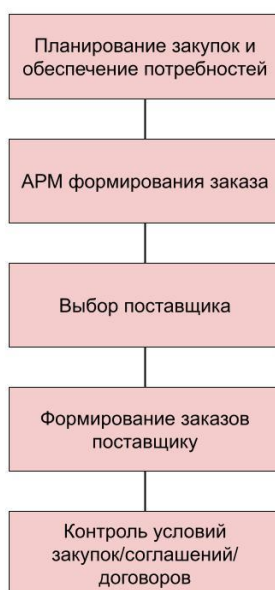 Планирование закупок и
обеспечение потребностей
АРМ формирования заказа
Выбор поставщика
Формирование заказов
поставщику
Контроль условий
закупок/соглашений/
договоров